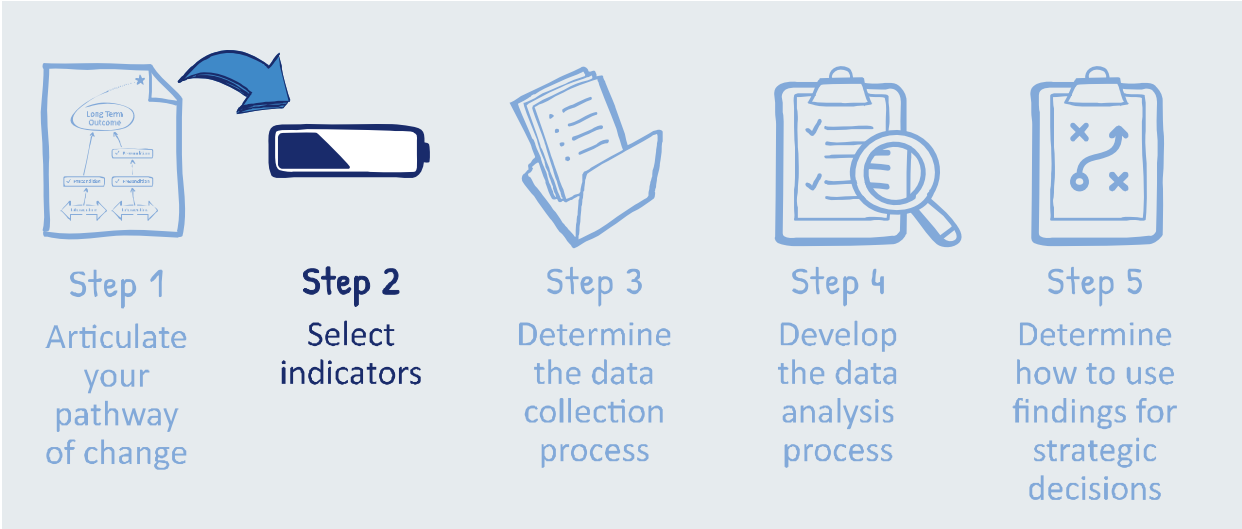 Long Term
Outcome
Step 1
Articulate
your
pathway
of change
Step 2
Select
indicators
Step 3
Determine
the data
collection
process
Step 4
Develop
the data
analysis
process
Step 5
Determine
how to use
findings for
strategic
decisions